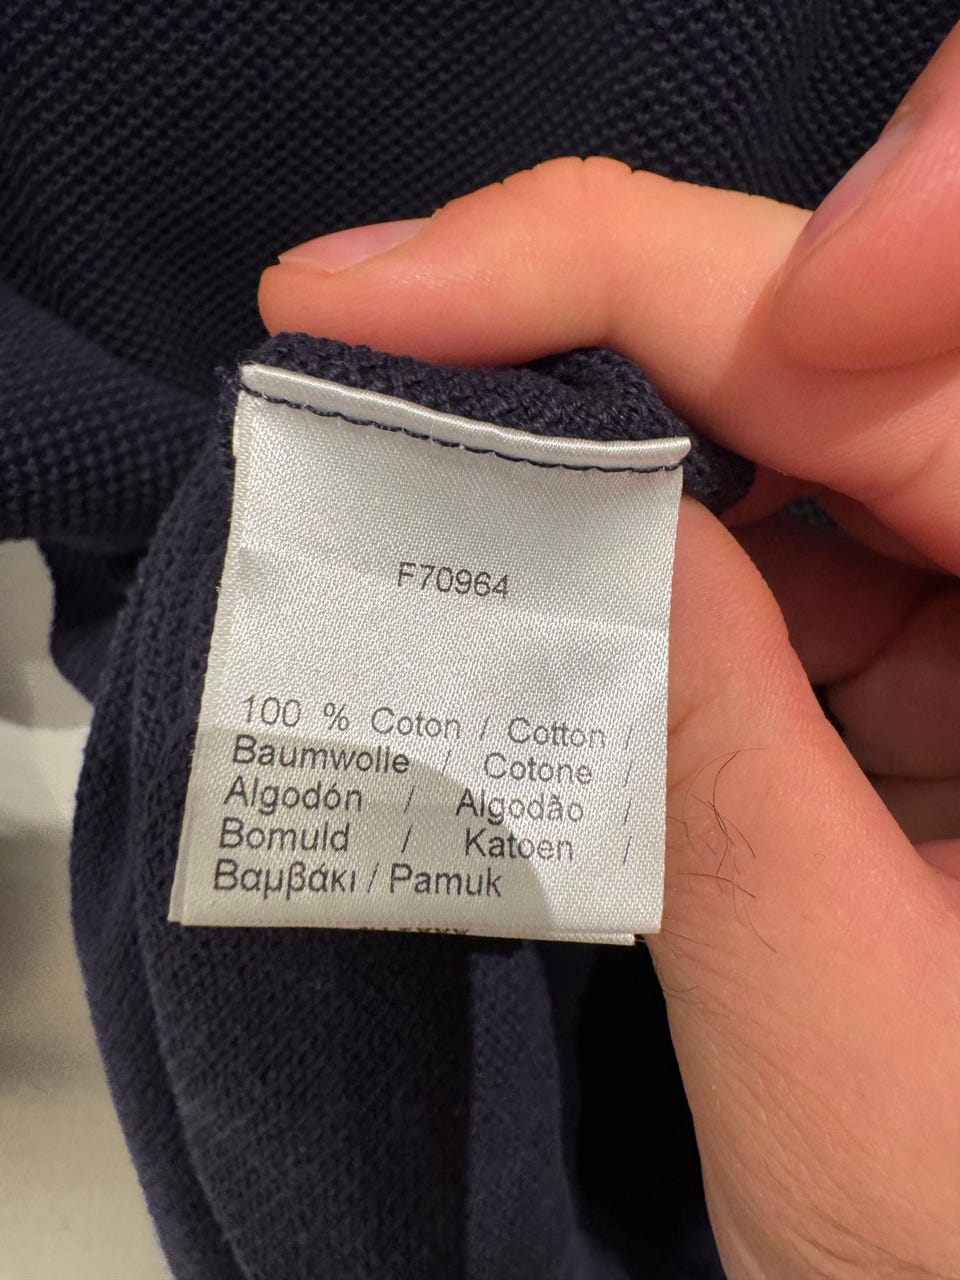 F70964
100 % Coton / Cotton /
Baumwolle / Cotone /
Algodón / Algodão /
Bomuld / Katoen /
Βαμβάκι / Pamuk